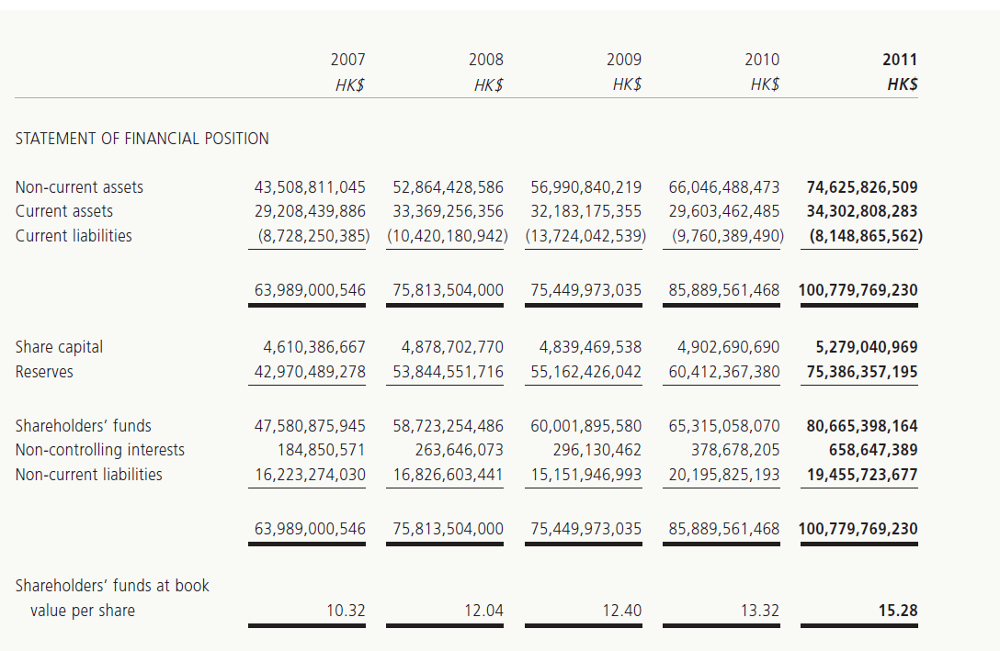 2007 2008 2009 2010 2011
HK$ HK$ HK$ HK$ HK$
STATEMENT OF FINANCIAL POSITION
Non-current assets 43,508,811,045 52,864,428,586 56,990,840,219 66,046,488,473 74,625,826,509
Current assets 29,208,439,886 33,369,256,356 32,183,175,355 29,603,462,485 34,302,808,283
Current liabilities (8,728,250,385) (10,420,180,942) (13,724,042,539) (9,760,389,490) (8,148,865,562)
63,989,000,546 75,813,504,000 75,449,973,035 85,889,561,468 100,779,769,230
Share capital 4,610,386,667 4,878,702,770 4,839,469,538 4,902,690,690 5,279,040,969
Reserves 42,970,489,278 53,844,551,716 55,162,426,042 60,412,367,380 75,386,357,195
Shareholders' funds 47,580,875,945 58,723,254,486 60,001,895,580 65,315,058,070 80,665,398,164
Non-controlling interests 184,850,571 263,646,073 296,130,462 378,678,205 658,647,389
Non-current liabilities 16,223,274,030 16,826,603,441 15,151,946,993 20,195,825,193 19,455,723,677
63,989,000,546 75,813,504,000 75,449,973,035 85,889,561,468 100,779,769,230
Shareholders' funds at book
value per share 10.32 12.04 12.40 13.32 15.28